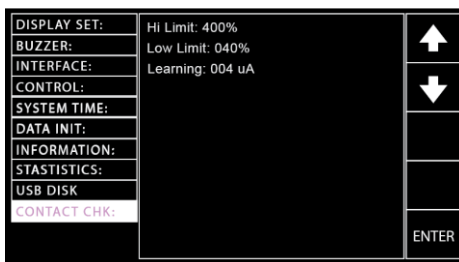 DISPLAY SET:
BUZZER:
INTERFACE:
CONTROL:
SYSTEM TIME:
DATA INIT:
INFORMATION:
STASTISTICS:
USB DISK
CONTACT CHK:
Hi Limit: 400%
Low Limit: 040%
Learning: 004 uA
ENTER